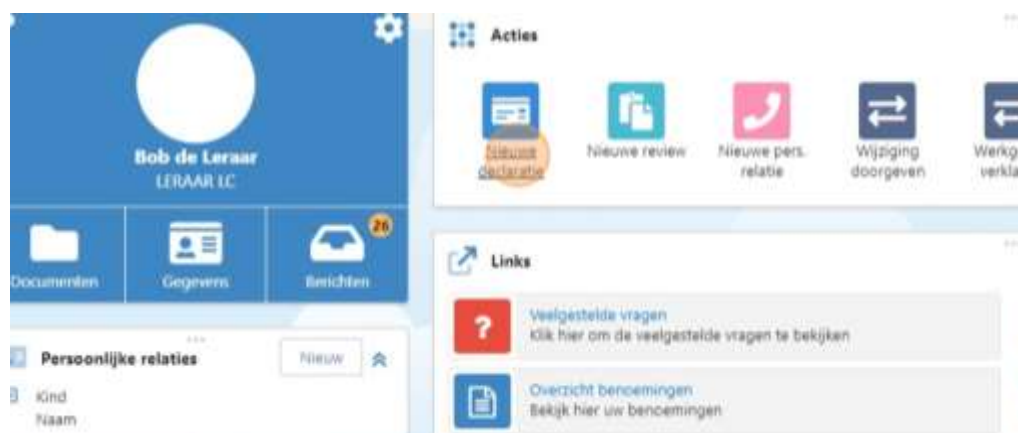 Acties
Bob de Leraar
LERAAR LC
Nieuwe
declaratie
Nieuwe review
Nieuwe pers.
relatie
Wijziging
doorgeven
26
Documenten
Gegevens
Berichten
Links
Veelgestelde vragen
Klik hier om de veelgestelde vragen te bekijken
Persoonlijke relaties
Nieuw
Kind
Naam
Overzicht benoemingen
Bekijk hier uw benoemingen